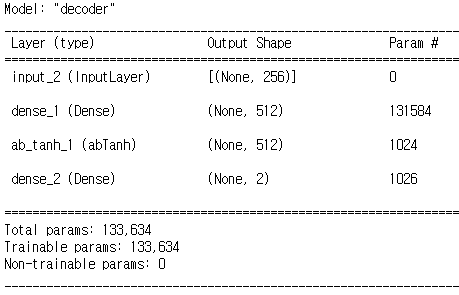 Model: "decoder"
_________________________________________________________________
Layer (type) Output Shape Param #
=================================================================
input_2 (InputLayer) [(None, 256)] 0
dense_1 (Dense) (None, 512) 131584
ab_tanh_1 (abTanh) (None, 512) 1024
dense_2 (Dense) (None, 2) 1026
=================================================================
Total params: 133,634
Trainable params: 133,634
Non-trainable params: 0
_________________________________________________________________